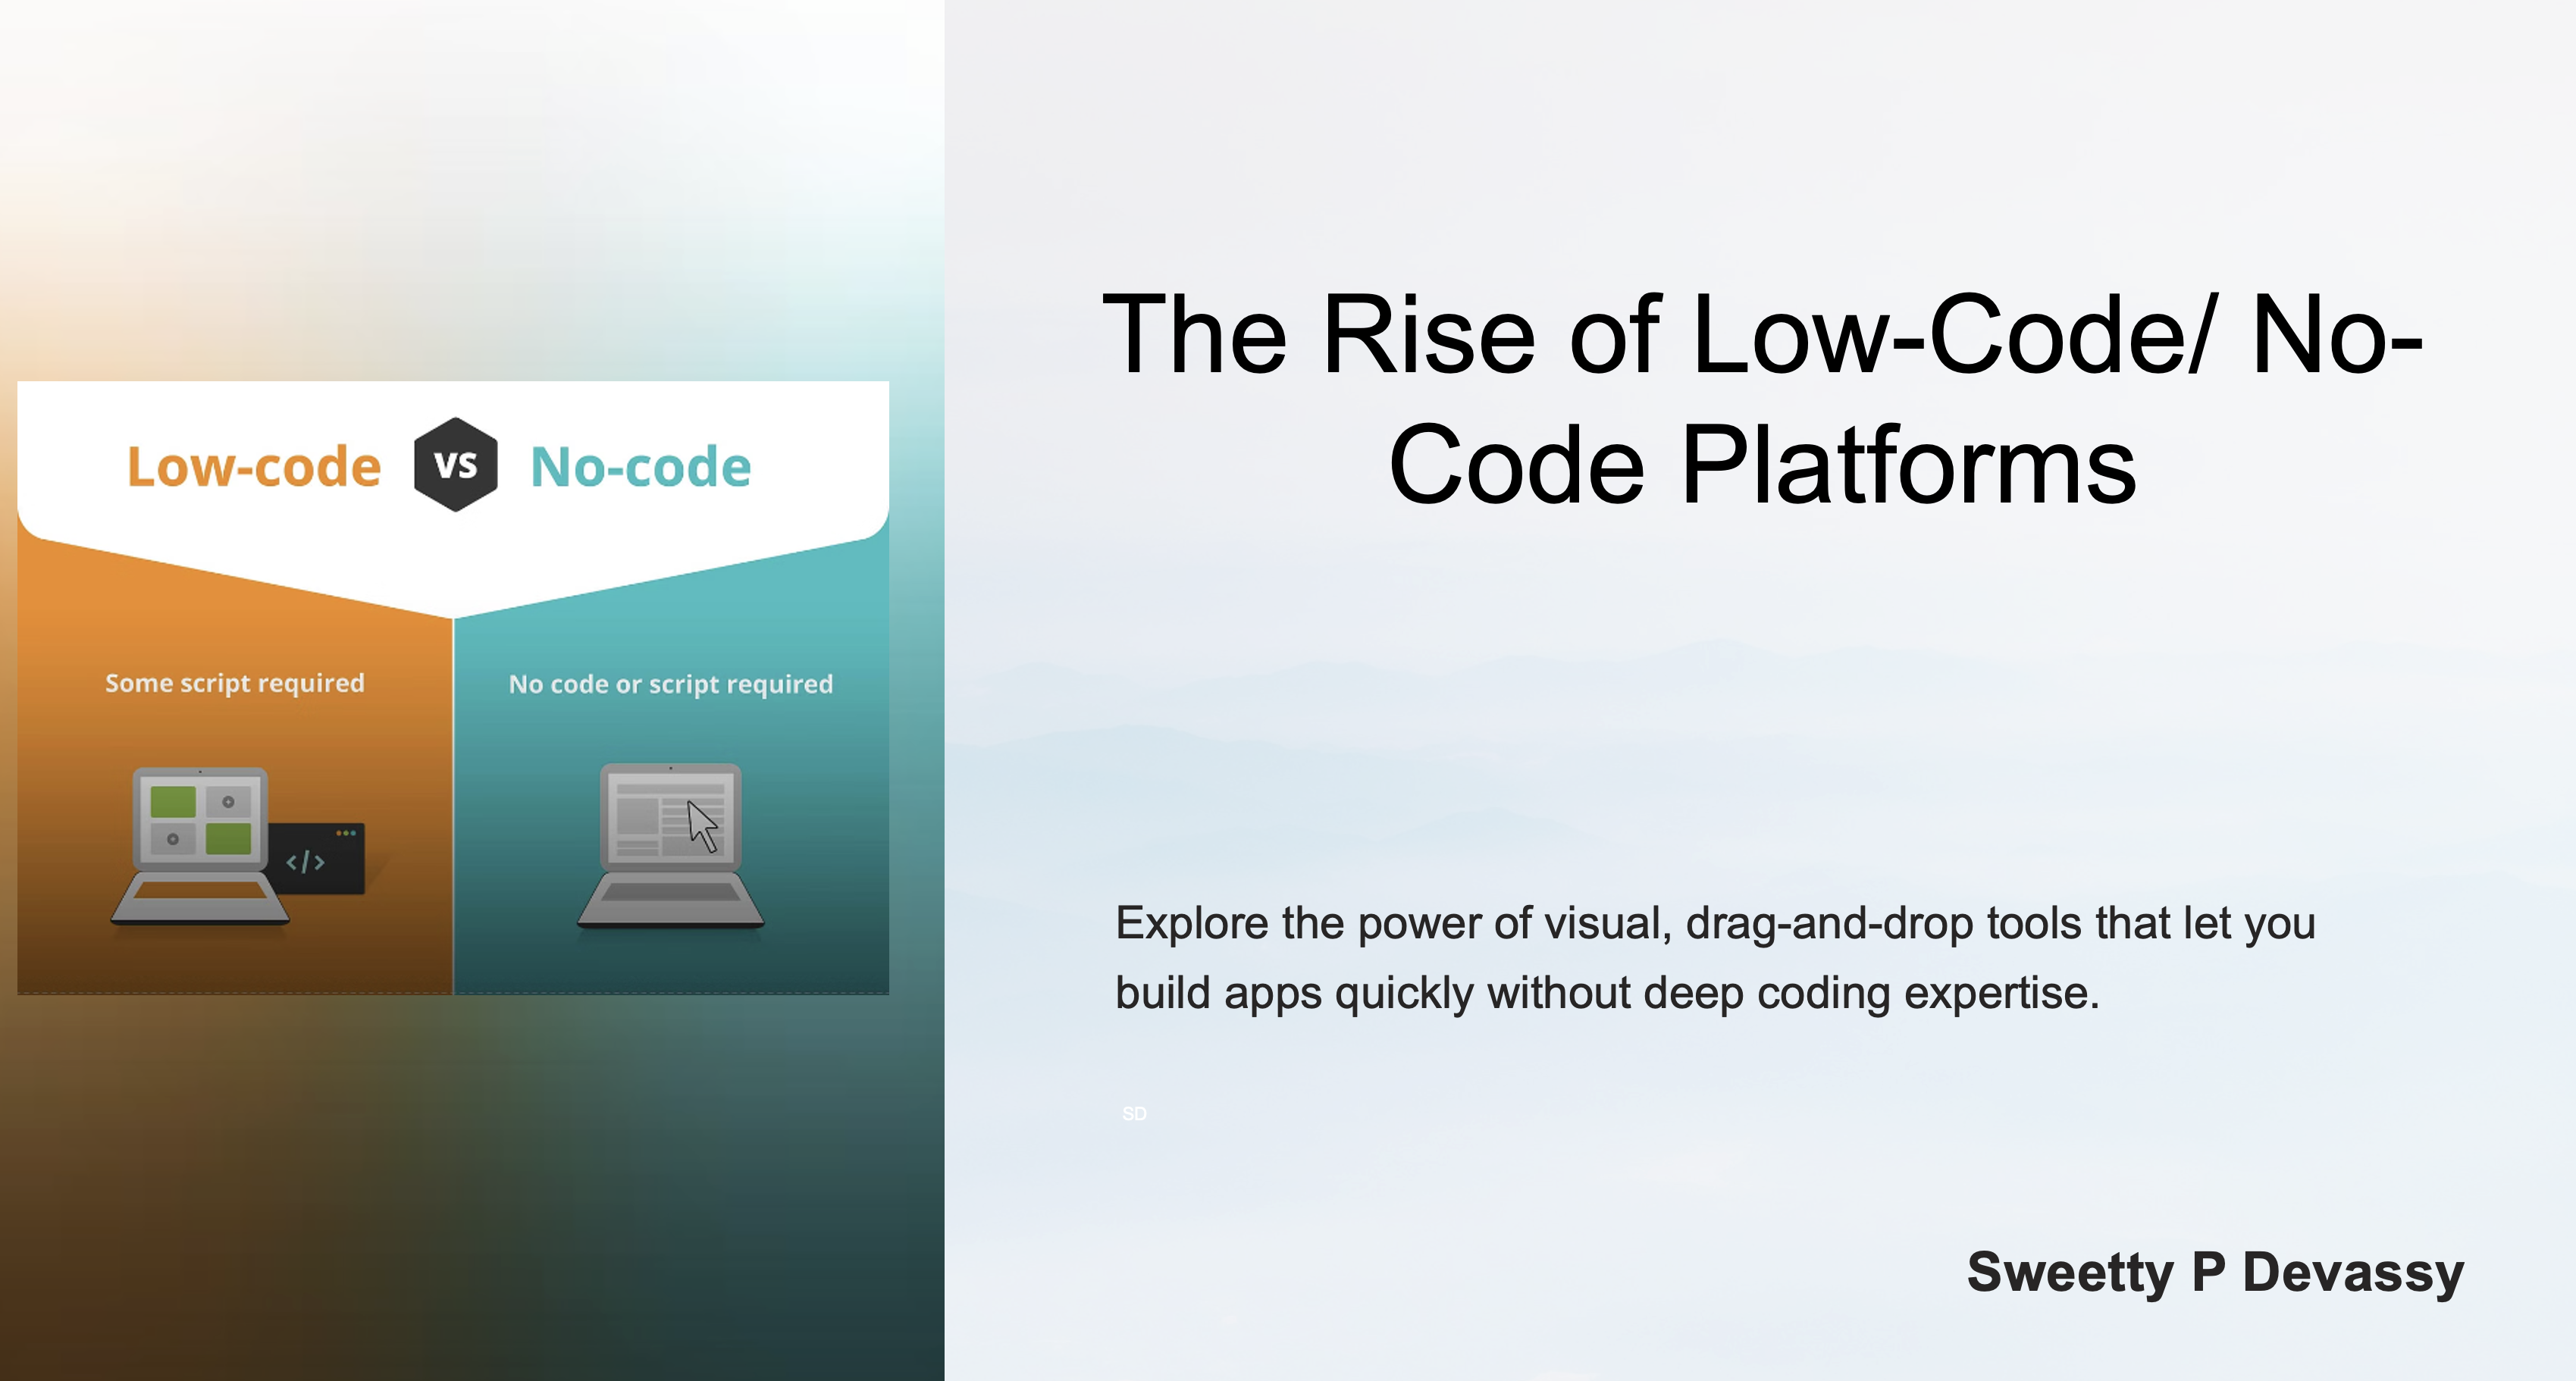 Low-code VS No-code
Some script required
No code or script required
</>
The Rise of Low-Code/ No-
Code Platforms
Explore the power of visual, drag-and-drop tools that let you
build apps quickly without deep coding expertise.
SD
Sweetty P Devassy